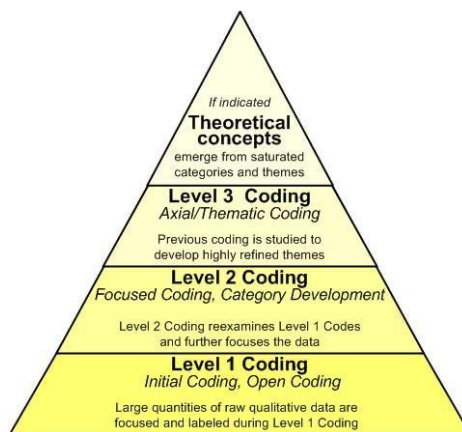 If indicated
Theoretical
concepts
emerge from saturated
categories and themes
Level 3 Coding
Axial/Thematic Coding
Previous coding is studied to
develop highly refined themes
Level 2 Coding
Focused Coding, Category Development
Level 2 Coding reexamines Level 1 Codes
and further focuses the data
Level 1 Coding
Initial Coding, Open Coding
Large quantities of raw qualitative data are
focused and labeled during Level 1 Coding